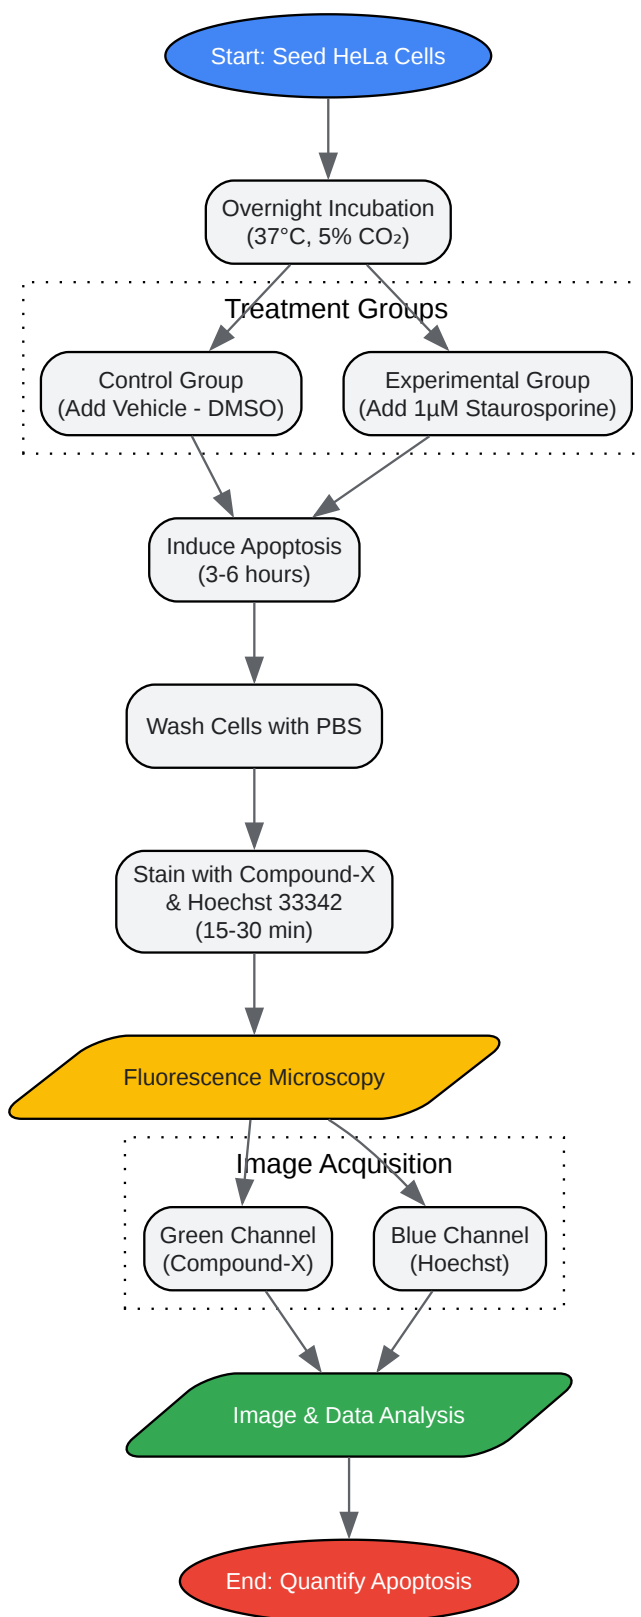 Start: Seed HeLa Cells
Overnight Incubation
(37°C, 5% CO₂)
Treatment Groups
Control Group
(Add Vehicle - DMSO)
Experimental Group
(Add 1µM Staurosporine)
Induce Apoptosis
(3-6 hours)
Wash Cells with PBS
Stain with Compound-X
& Hoechst 33342
(15-30 min)
Fluorescence Microscopy
Image Acquisition
Green Channel
(Compound-X)
Blue Channel
(Hoechst)
Image & Data Analysis
End: Quantify Apoptosis